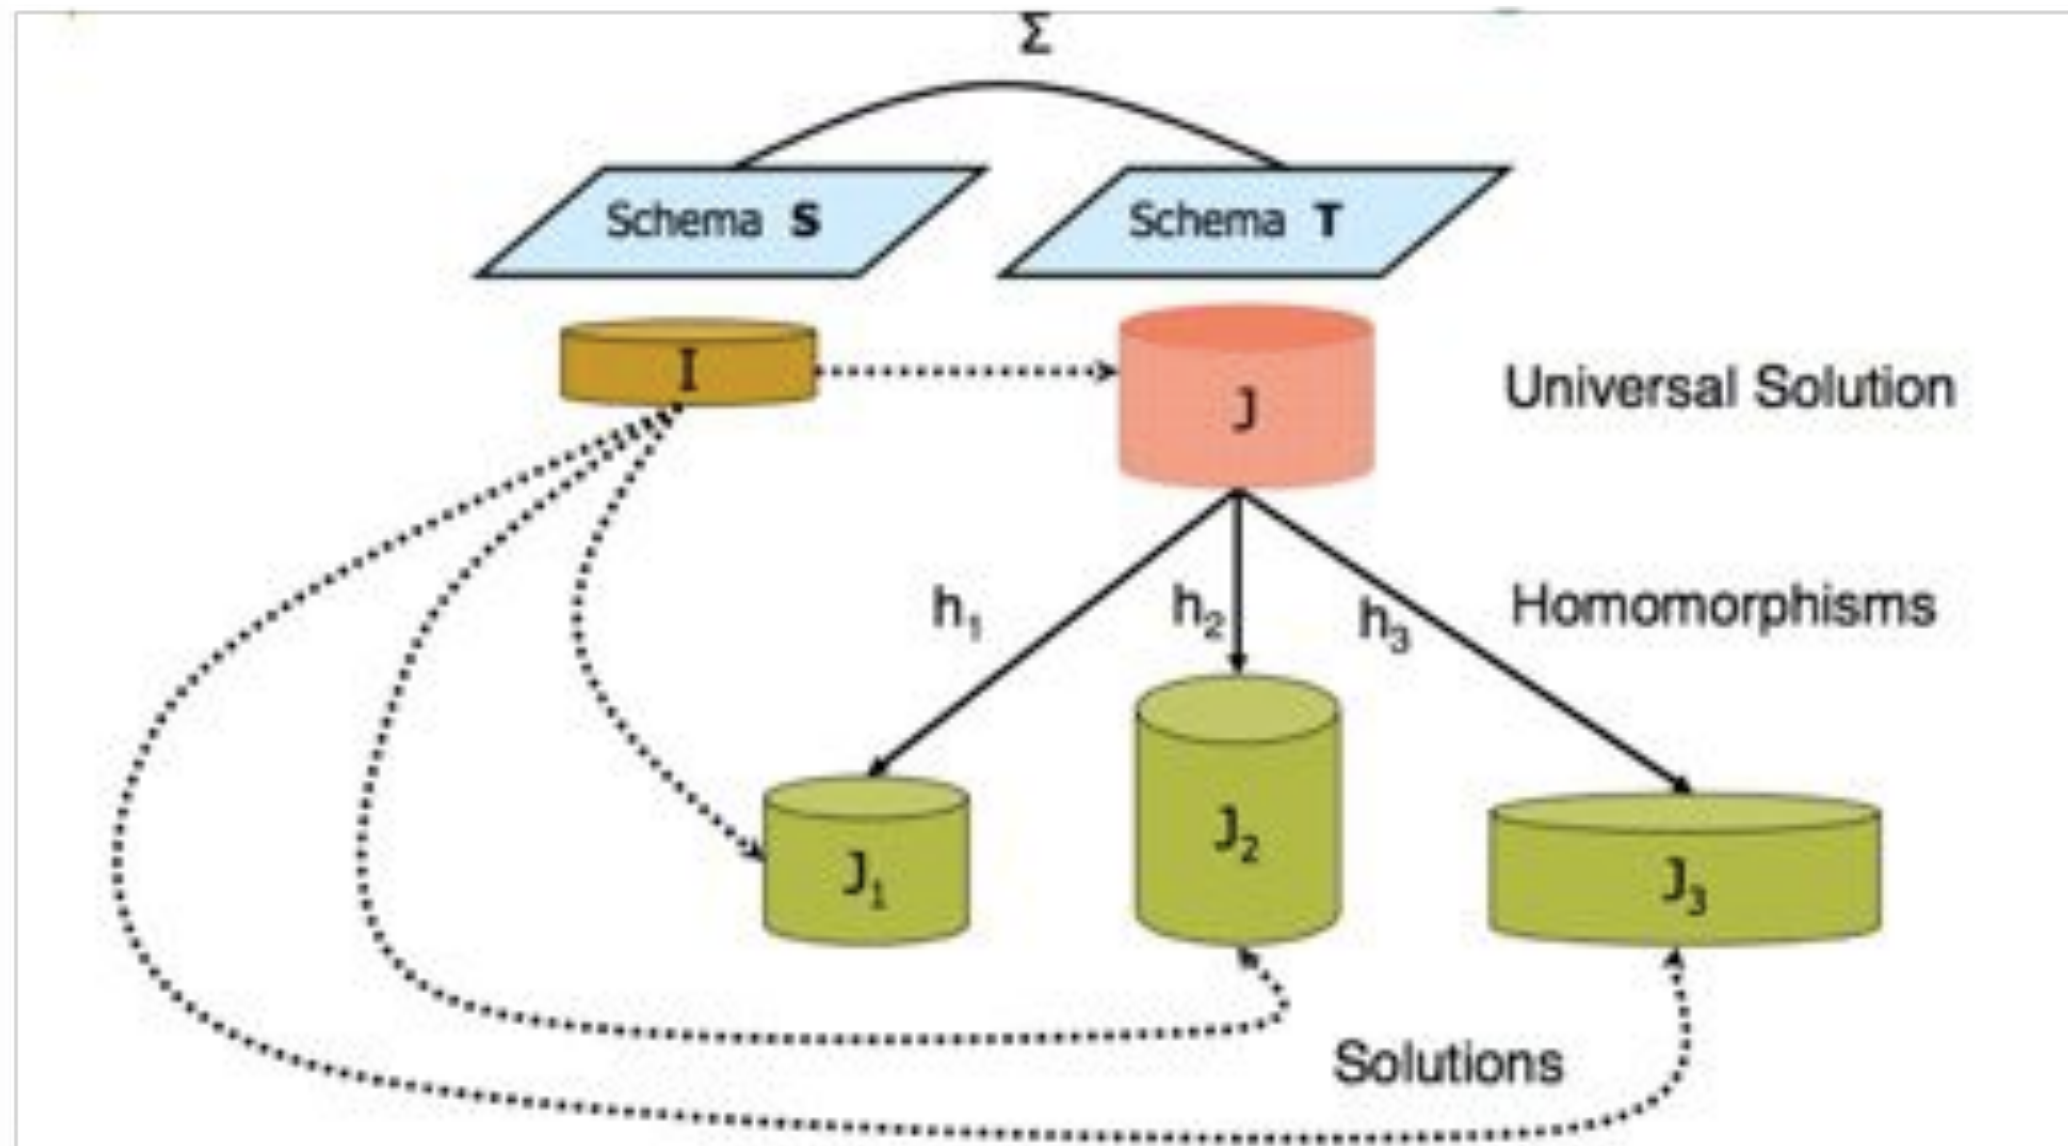 Σ
Schema S
Schema T
I
J
Universal Solution
h₁
h₂
h₃
Homomorphisms
J₁
J₂
J₃
Solutions